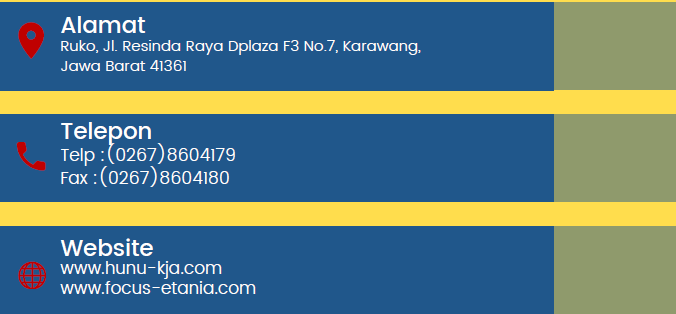 Alamat
Ruko, Jl. Resinda Raya Dplaza F3 No.7, Karawang,
Jawa Barat 41361
Telepon
Telp :(0267)8604179
Fax :(0267)8604180
Website
www.hunu-kja.com
www.focus-etania.com